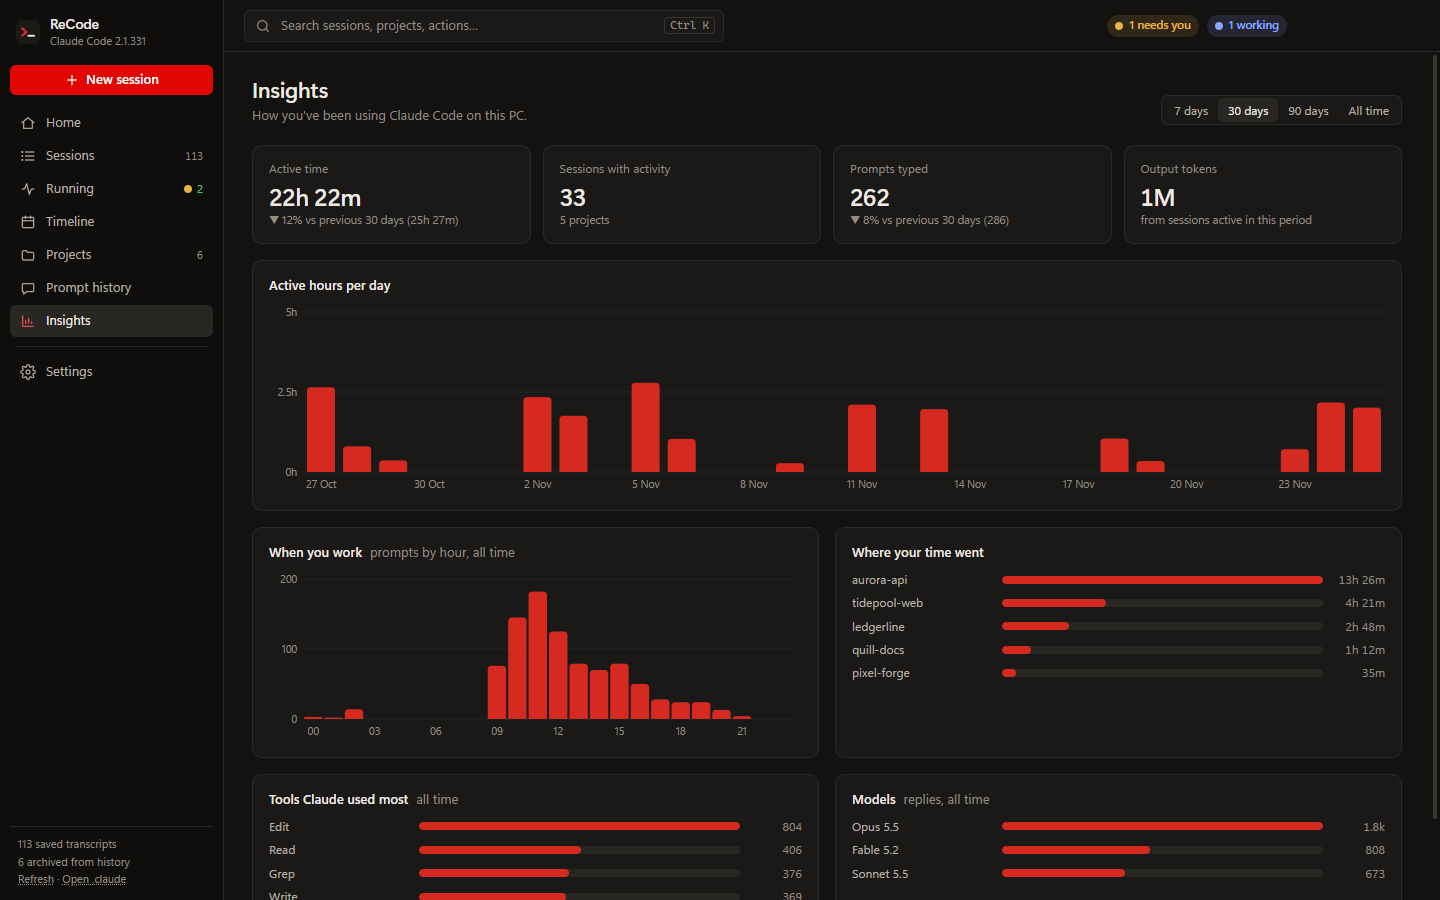 ReCode
Claude Code 2.1.331
New session
Home
Sessions 113
Running 2
Timeline
Projects 6
Prompt history
Insights
Settings
113 saved transcripts
6 archived from history
Refresh · Open .claude
Search sessions, projects, actions... Ctrl K
1 needs you 1 working
Insights
How you've been using Claude Code on this PC.
7 days 30 days 90 days All time
Active time
22h 22m
▼ 12% vs previous 30 days (25h 27m)
Sessions with activity
33
5 projects
Prompts typed
262
▼ 8% vs previous 30 days (286)
Output tokens
1M
from sessions active in this period
Active hours per day
5h
2.5h
0h
27 Oct 30 Oct 2 Nov 5 Nov 8 Nov 11 Nov 14 Nov 17 Nov 20 Nov 23 Nov
When you work prompts by hour, all time
200
100
0
00 03 06 09 12 15 18 21
Where your time went
aurora-api 13h 26m
tidepool-web 4h 21m
ledgerline 2h 48m
quill-docs 1h 12m
pixel-forge 35m
Tools Claude used most all time
Edit 804
Read 406
Grep 376
Write 369
Models replies, all time
Opus 5.5 1.8k
Fable 5.2 808
Sonnet 5.5 673